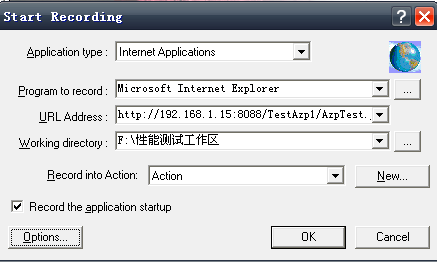 Start Recording
Application type : Internet Applications
Program to record : Microsoft Internet Explorer ...
URL Address : http://192.168.1.15:8088/TestAzp1/AzpTest.
Working directory : F:\性能测试工作区 ...
Record into Action: Action New...
Record the application startup
Options... OK Cancel